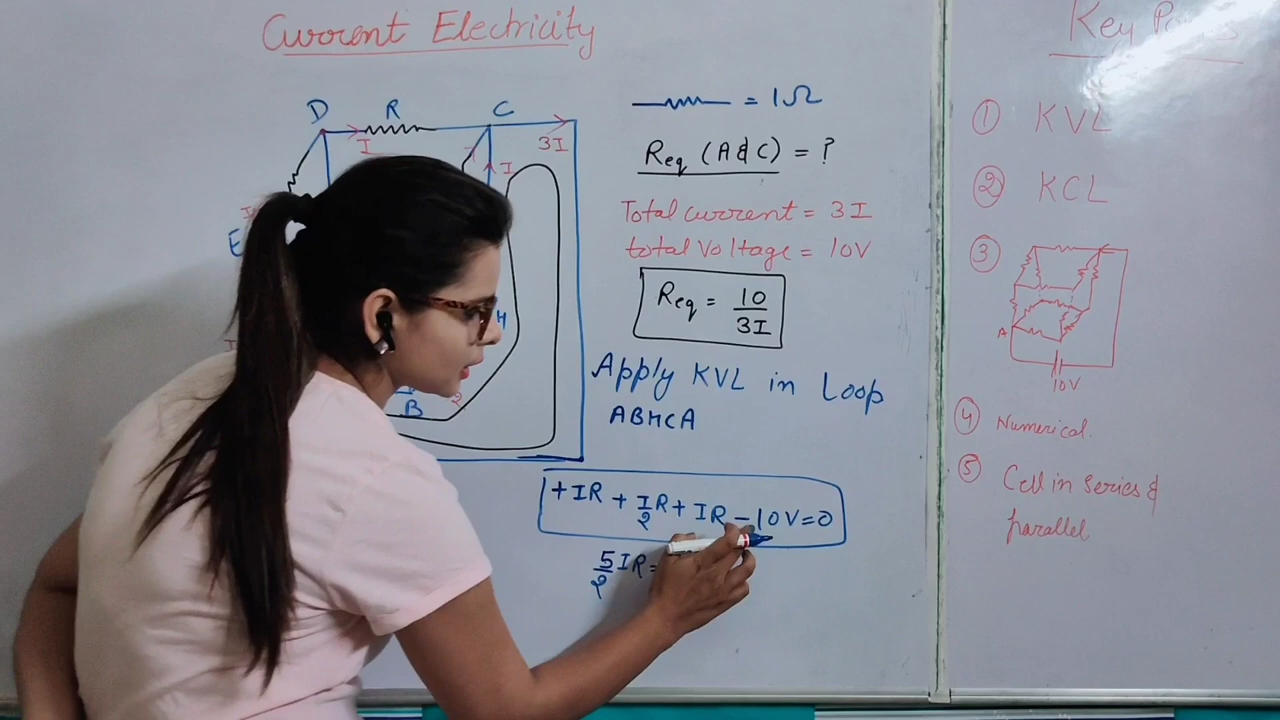 Current Electricity
D R C
I 3I
I
E
H
B 2
= 1Ω
Req (A & C) = ?
Total current = 3I
total Voltage = 10V
Req = 10/3I
Apply KVL in Loop
ABHCA
+IR + I/2 R + IR - 10V = 0
5/2 IR =
Key
① KVL
② KCL
③
A
10V
④ Numerical.
⑤ Cell in series &
parallel